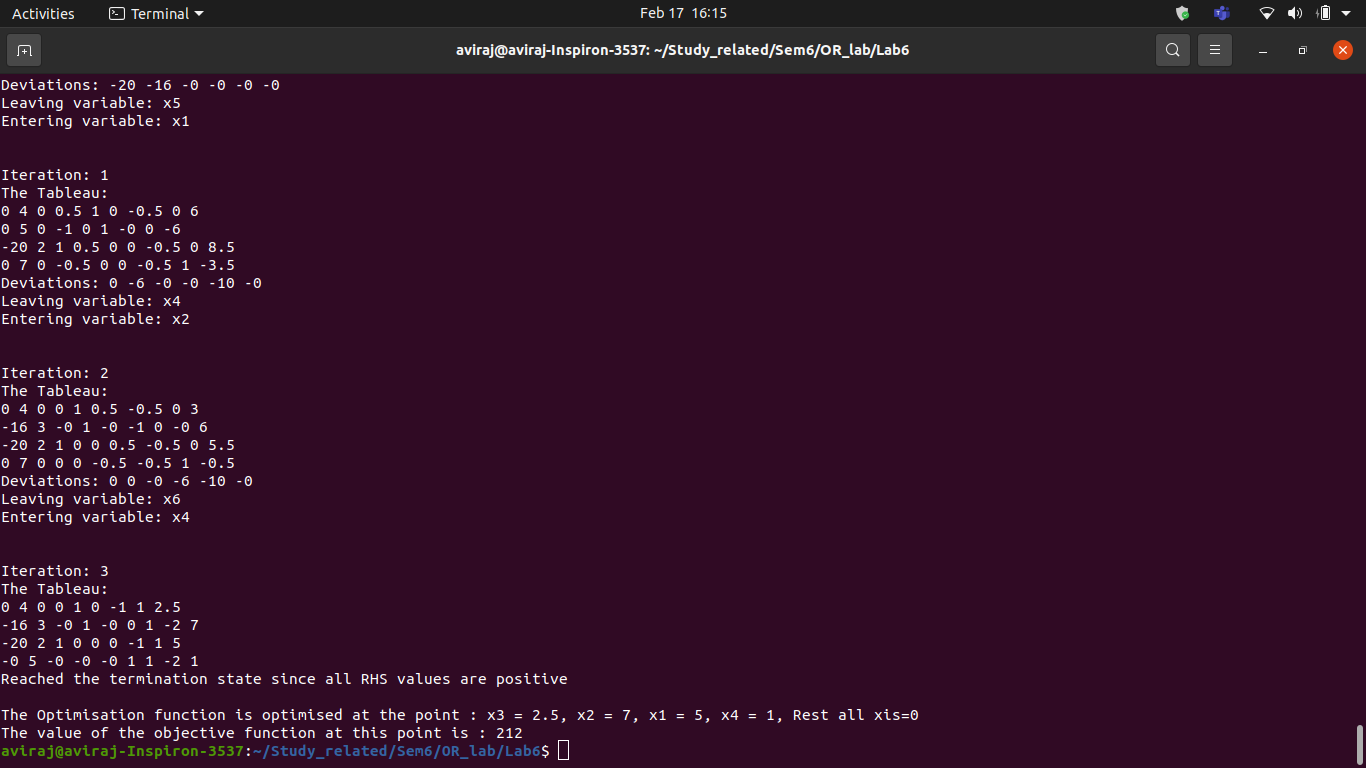 Activities Terminal Feb 17 16:15
aviraj@aviraj-Inspiron-3537: ~/Study_related/Sem6/OR_lab/Lab6
Deviations: -20 -16 -0 -0 -0 -0
Leaving variable: x5
Entering variable: x1
Iteration: 1
The Tableau:
0 4 0 0.5 1 0 -0.5 0 6
0 5 0 -1 0 1 -0 0 -6
-20 2 1 0.5 0 0 -0.5 0 8.5
0 7 0 -0.5 0 0 -0.5 1 -3.5
Deviations: 0 -6 -0 -0 -10 -0
Leaving variable: x4
Entering variable: x2
Iteration: 2
The Tableau:
0 4 0 0 1 0.5 -0.5 0 3
-16 3 -0 1 -0 -1 0 -0 6
-20 2 1 0 0 0.5 -0.5 0 5.5
0 7 0 0 0 -0.5 -0.5 1 -0.5
Deviations: 0 0 -0 -6 -10 -0
Leaving variable: x6
Entering variable: x4
Iteration: 3
The Tableau:
0 4 0 0 1 0 -1 1 2.5
-16 3 -0 1 -0 0 1 -2 7
-20 2 1 0 0 0 -1 1 5
-0 5 -0 -0 -0 1 1 -2 1
Reached the termination state since all RHS values are positive
The Optimisation function is optimised at the point : x3 = 2.5, x2 = 7, x1 = 5, x4 = 1, Rest all xis=0
The value of the objective function at this point is : 212
aviraj@aviraj-Inspiron-3537:~/Study_related/Sem6/OR_lab/Lab6$